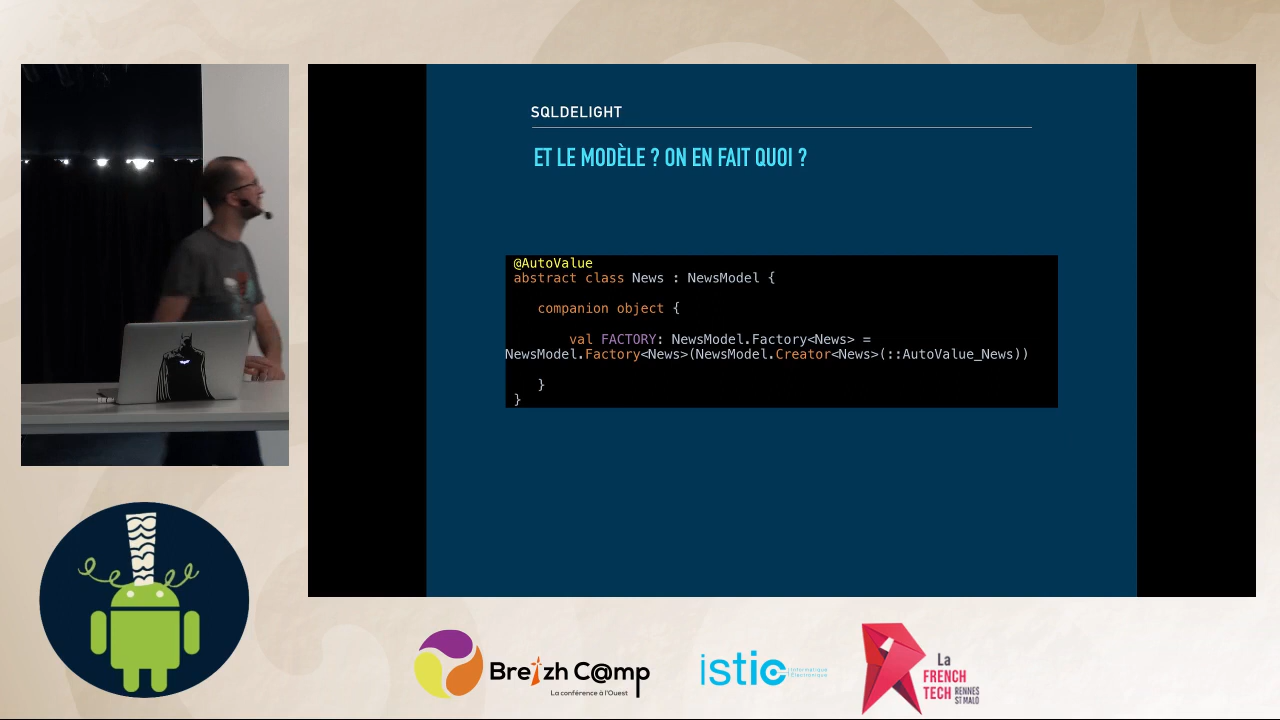 SQLDELIGHT
ET LE MODÈLE ? ON EN FAIT QUOI ?
@AutoValue
abstract class News : NewsModel {
companion object {
val FACTORY: NewsModel.Factory<News> =
NewsModel.Factory<News>(NewsModel.Creator<News>(::AutoValue_News))
}
}
Breizh C@mp
La conférence à l'Ouest
istic
Informatique
Électronique
La
FRENCH
TECH
RENNES
ST MALO